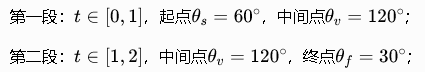 第一段：t ∈ [0, 1]，起点θ_s = 60°，中间点θ_v = 120°；
第二段：t ∈ [1, 2]，中间点θ_v = 120°，终点θ_f = 30°；